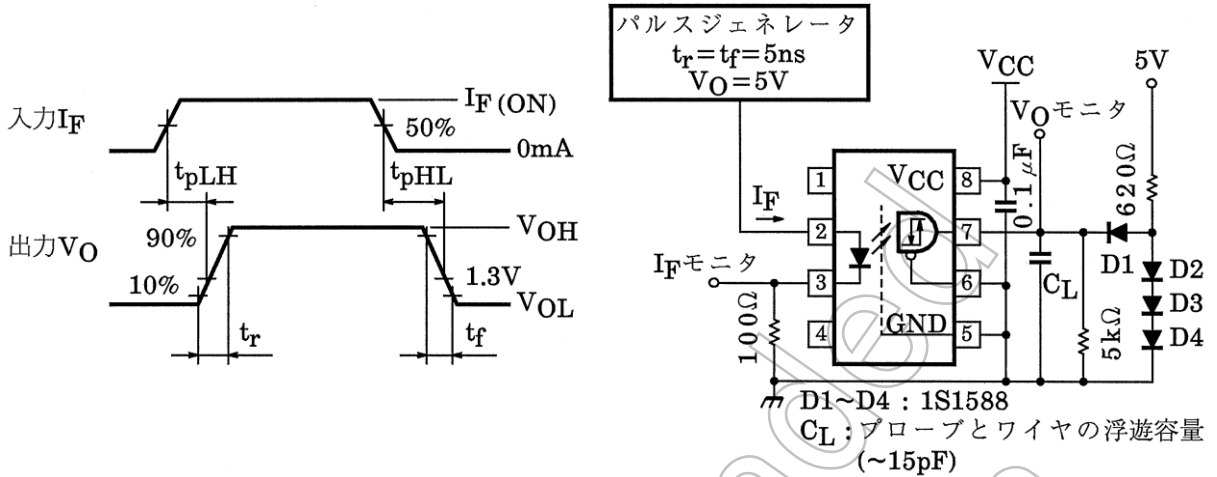 入力IF
IF (ON)
50%
0mA
tpLH
tpHL
出力VO
90%
10%
VOH
1.3V
VOL
tr
tf
パルスジェネレータ
tr=tf=5ns
VO=5V
VCC
5V
VOモニタ
0.1μF
620Ω
IF
1
2
3
4
VCC
8
7
6
5
GND
IFモニタ
100Ω
CL
5kΩ
D1
D2
D3
D4
D1~D4 : 1S1588
CL : プローブとワイヤの浮遊容量
(~15pF)